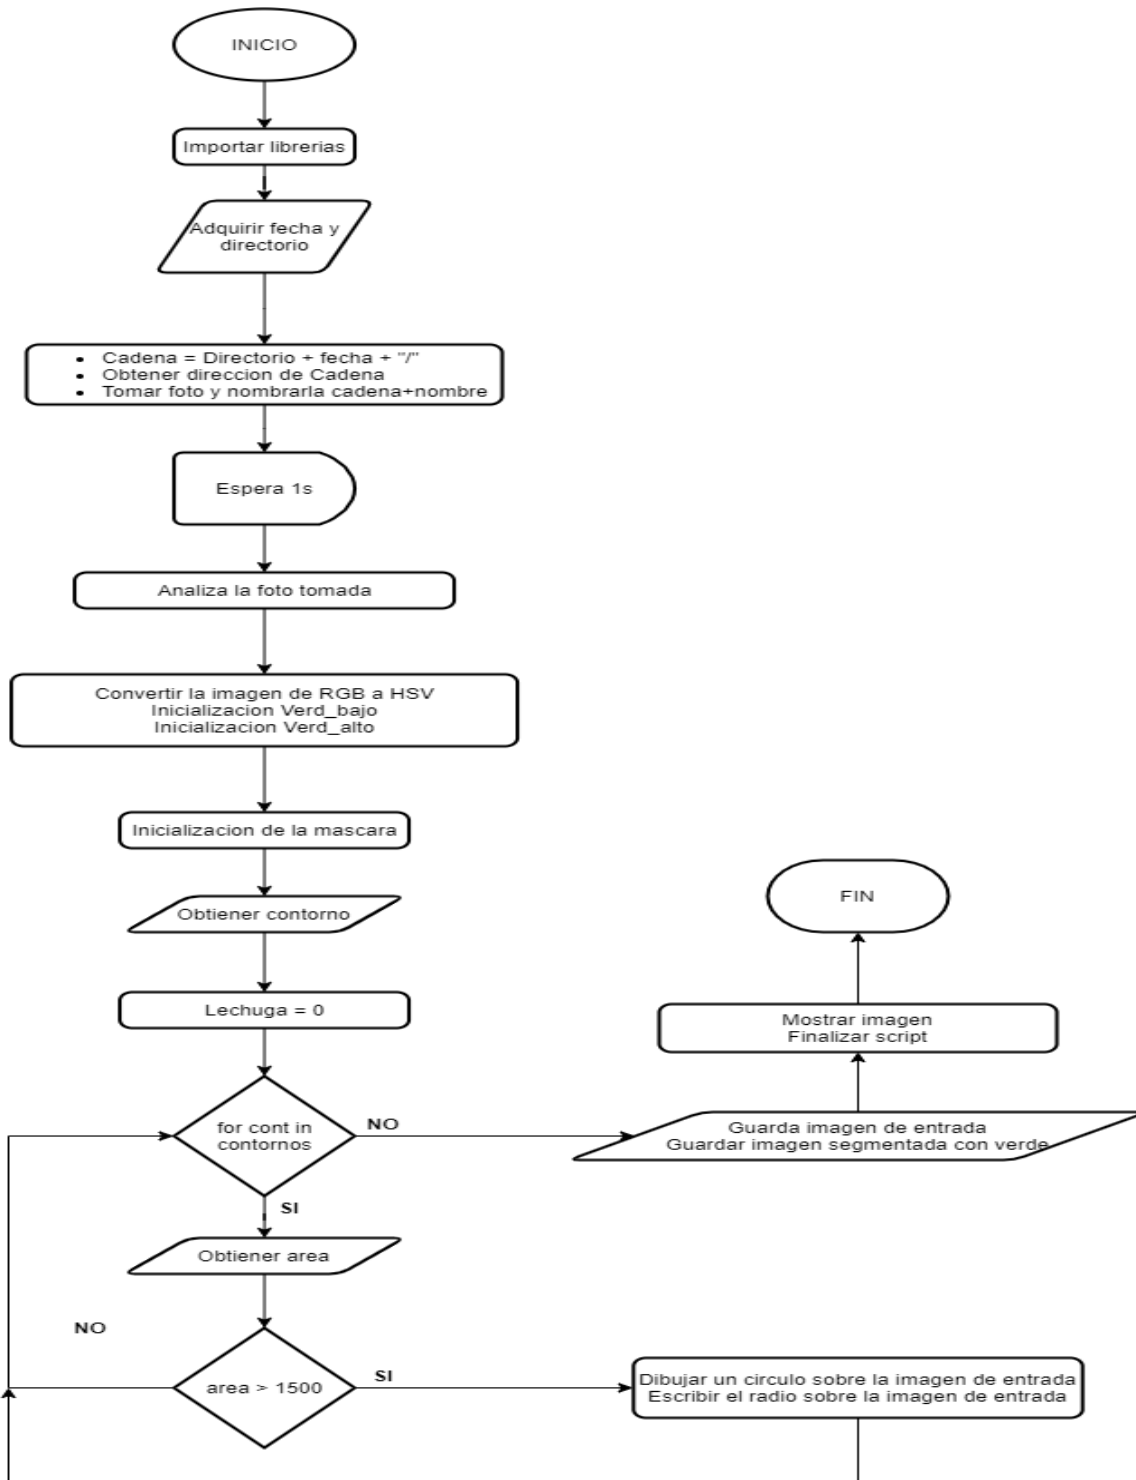 INICIO
Importar librerias
Adquirir fecha y
directorio
• Cadena = Directorio + fecha + "/"
• Obtener direccion de Cadena
• Tomar foto y nombrarla cadena+nombre
Espera 1s
Analiza la foto tomada
Convertir la imagen de RGB a HSV
Inicializacion Verd_bajo
Inicializacion Verd_alto
Inicializacion de la mascara
Obtiener contorno
Lechuga = 0
for cont in
contornos
NO
SI
Obtiener area
area > 1500
NO
SI
Dibujar un circulo sobre la imagen de entrada
Escribir el radio sobre la imagen de entrada
Guarda imagen de entrada
Guardar imagen segmentada con verde
Mostrar imagen
Finalizar script
FIN